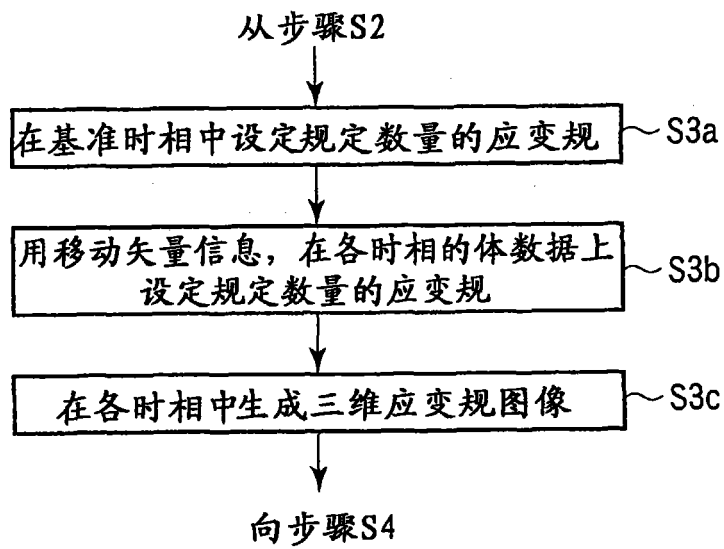 从步骤S2
在基准时相中设定规定数量的应变规
S3a
用移动矢量信息，在各时相的体数据上
设定规定数量的应变规
S3b
在各时相中生成三维应变规图像
S3c
向步骤S4